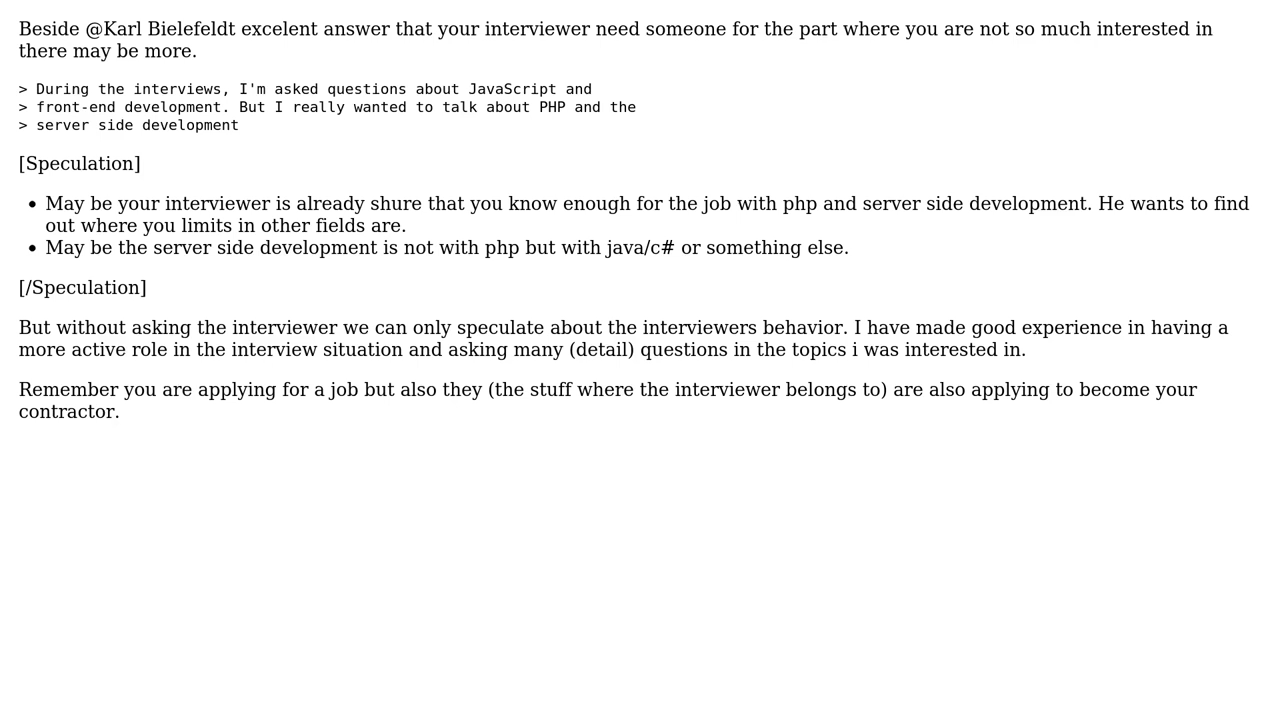 Beside @Karl Bielefeldt excelent answer that your interviewer need someone for the part where you are not so much interested in
there may be more.
> During the interviews, I'm asked questions about JavaScript and
> front-end development. But I really wanted to talk about PHP and the
> server side development
[Speculation]
• May be your interviewer is already shure that you know enough for the job with php and server side development. He wants to find
out where you limits in other fields are.
• May be the server side development is not with php but with java/c# or something else.
[/Speculation]
But without asking the interviewer we can only speculate about the interviewers behavior. I have made good experience in having a
more active role in the interview situation and asking many (detail) questions in the topics i was interested in.
Remember you are applying for a job but also they (the stuff where the interviewer belongs to) are also applying to become your
contractor.